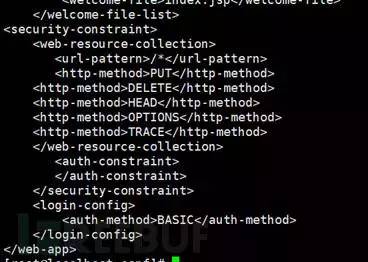 <welcome-file>index.jsp</welcome-file>
</welcome-file-list>
<security-constraint>
<web-resource-collection>
<url-pattern>/*</url-pattern>
<http-method>PUT</http-method>
<http-method>DELETE</http-method>
<http-method>HEAD</http-method>
<http-method>OPTIONS</http-method>
<http-method>TRACE</http-method>
</web-resource-collection>
<auth-constraint>
</auth-constraint>
</security-constraint>
<login-config>
<auth-method>BASIC</auth-method>
</login-config>
</web-app>
[root@localhost conf]#
REEBUF